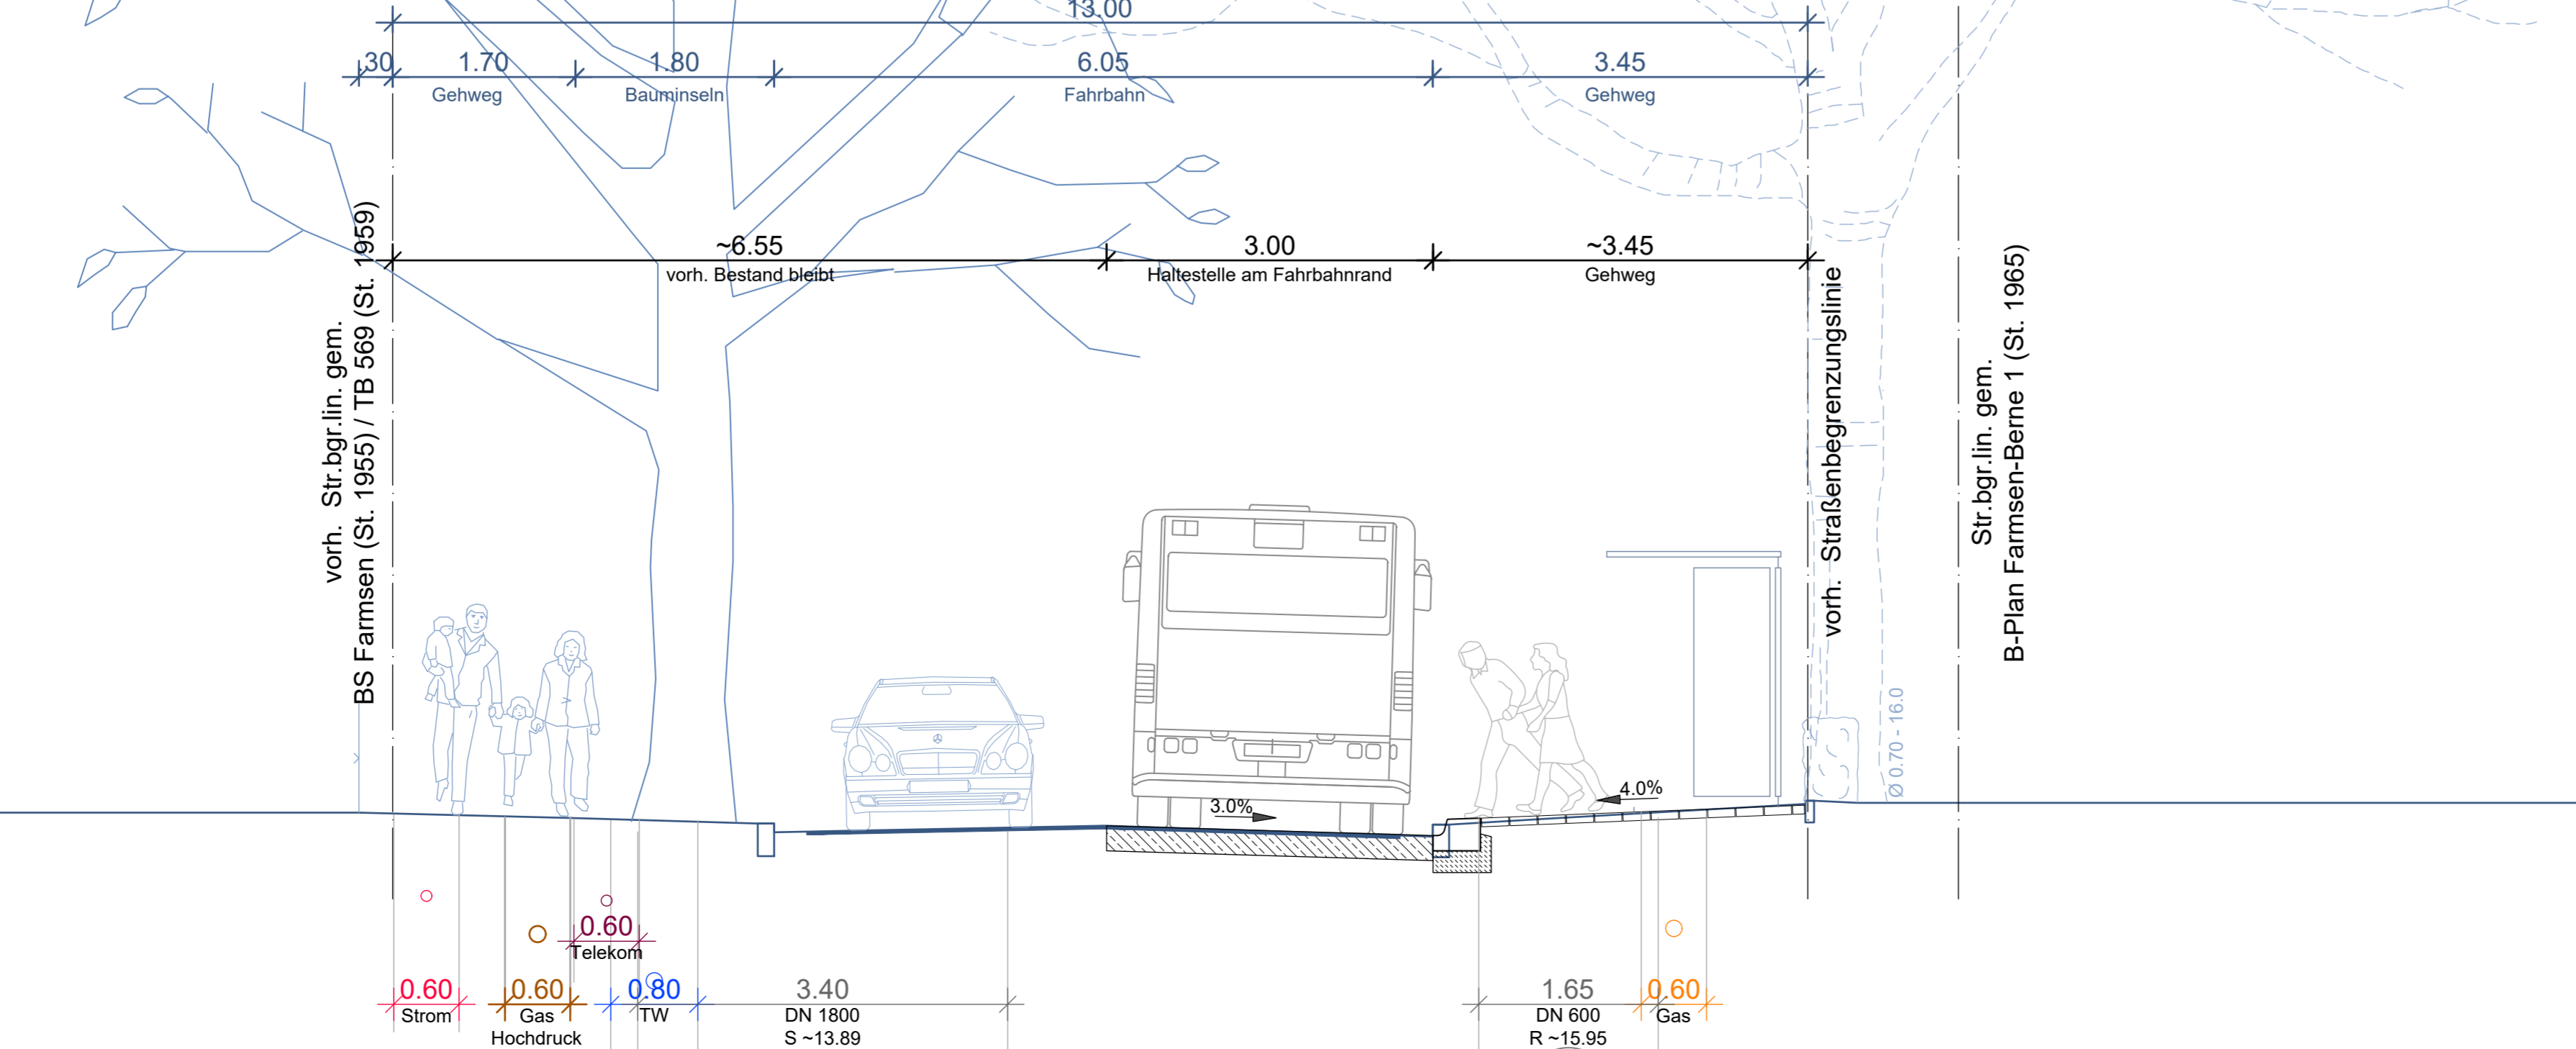 13.00
.30
1.70
1.80
6.05
3.45
Gehweg
Bauminseln
Fahrbahn
Gehweg
~6.55
3.00
~3.45
vorh. Bestand bleibt
Haltestelle am Fahrbahnrand
Gehweg
vorh. Str.bgr.lin. gem.
BS Farmsen (St. 1955) / TB 569 (St. 1959)
vorh. Straßenbegrenzungslinie
Str.bgr.lin. gem.
B-Plan Farmsen-Berne 1 (St. 1965)
Ø 0.70 - 16.0
3.0%
4.0%
0.60
Telekom
0.60
Strom
0.60
Gas
Hochdruck
0.80
TW
3.40
DN 1800
S ~13.89
1.65
DN 600
R ~15.95
0.60
Gas